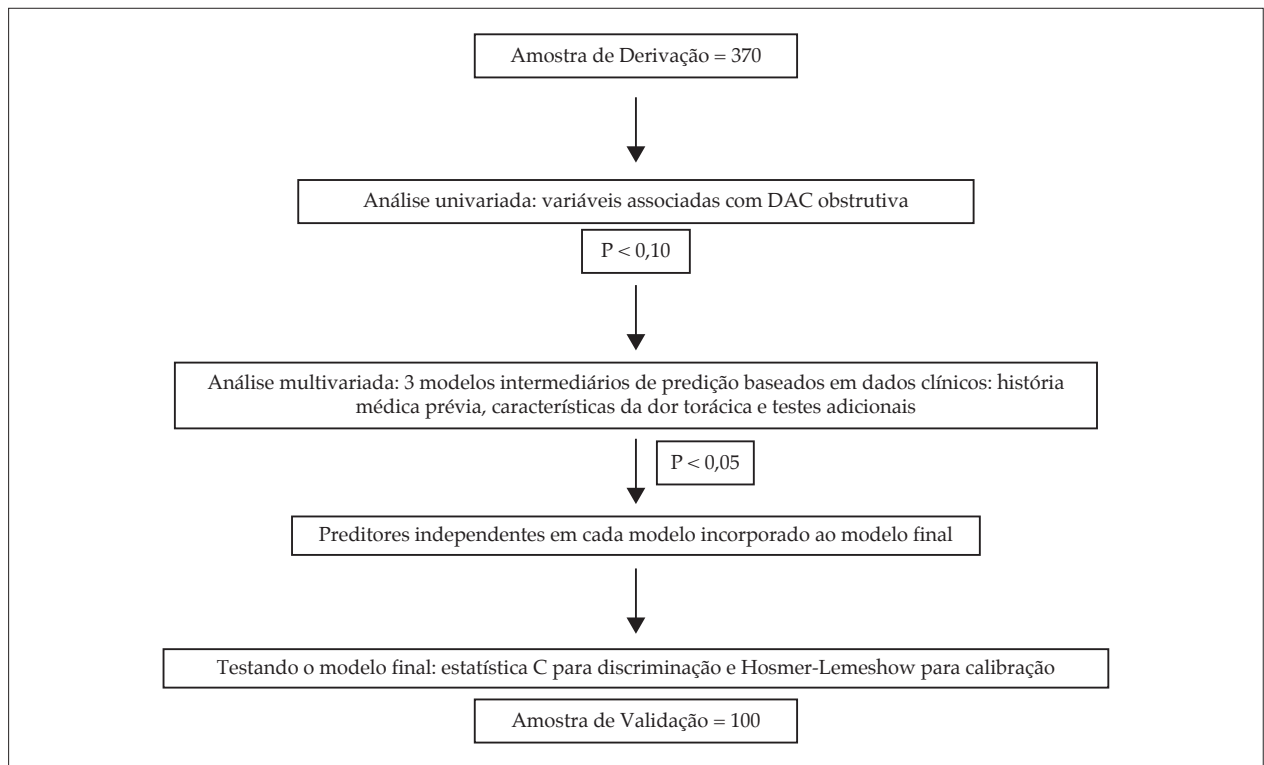 Amostra de Derivação = 370
Análise univariada: variáveis associadas com DAC obstrutiva
P < 0,10
Análise multivariada: 3 modelos intermediários de predição baseados em dados clínicos: história
médica prévia, características da dor torácica e testes adicionais
P < 0,05
Preditores independentes em cada modelo incorporado ao modelo final
Testando o modelo final: estatística C para discriminação e Hosmer-Lemeshow para calibração
Amostra de Validação = 100